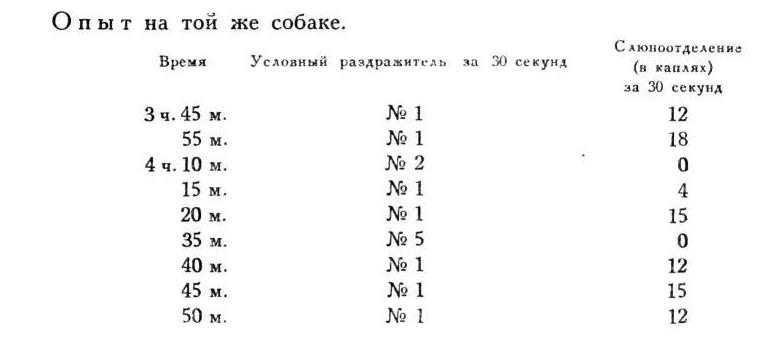 Опыт на той же собаке.
Время Условный раздражитель за 30 секунд Слюноотделение (в каплях) за 30 секунд
3 ч. 45 м. № 1 12
55 м. № 1 18
4 ч. 10 м. № 2 0
15 м. № 1 4
20 м. № 1 15
35 м. № 5 0
40 м. № 1 12
45 м. № 1 15
50 м. № 1 12